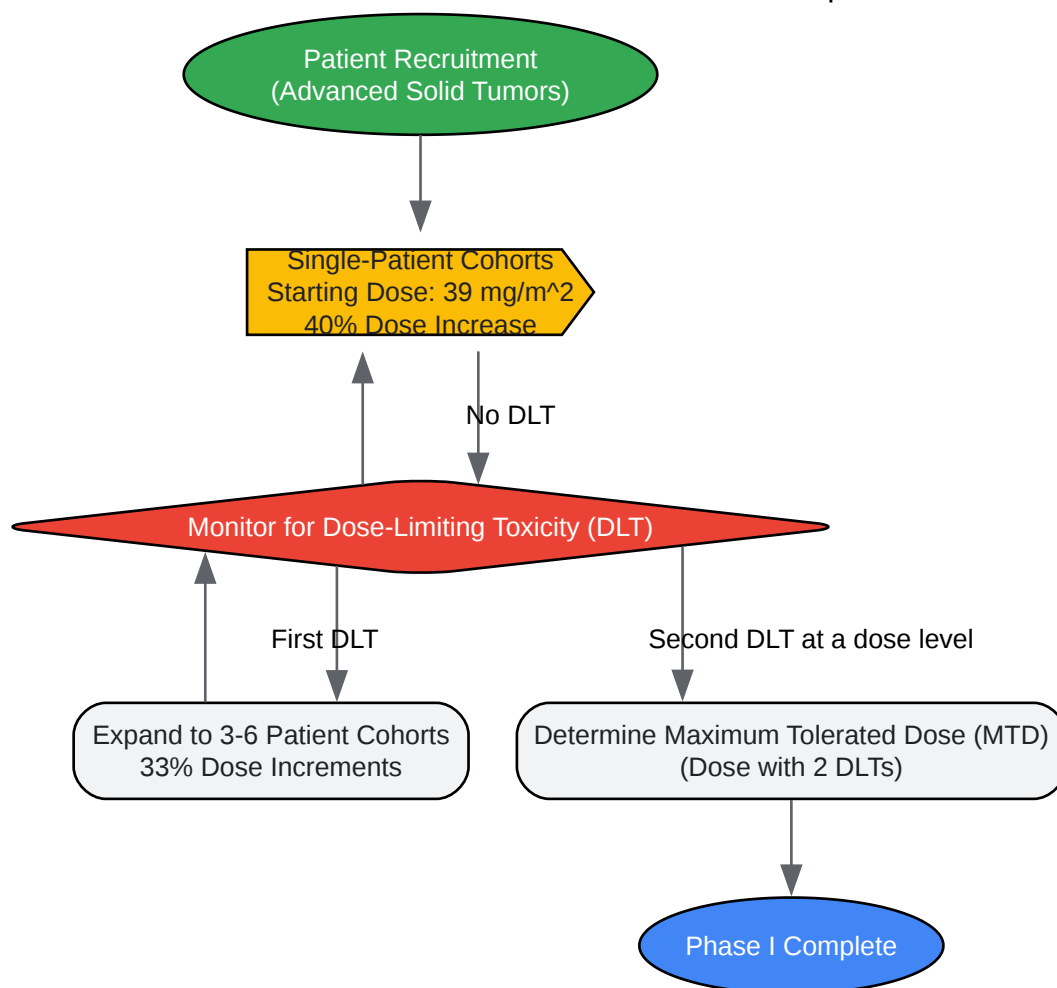 Patient Recruitment
(Advanced Solid Tumors)
Single-Patient Cohorts
Starting Dose: 39 mg/m^2
40% Dose Increase
No DLT
Monitor for Dose-Limiting Toxicity (DLT)
First DLT
Second DLT at a dose level
Expand to 3-6 Patient Cohorts
33% Dose Increments
Determine Maximum Tolerated Dose (MTD)
(Dose with 2 DLTs)
Phase I Complete